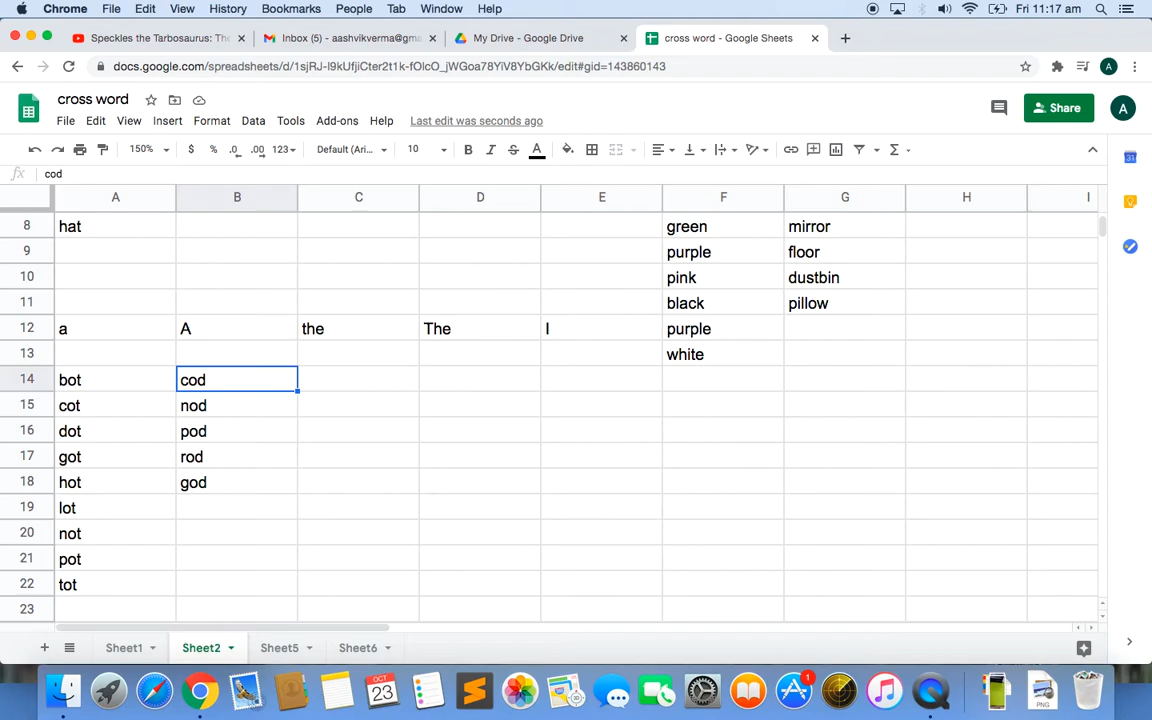 Chrome File Edit View History Bookmarks People Tab Window Help Fri 11:17 am
Speckles the Tarbosaurus: The Inbox (5) - aashvikverma@gma My Drive - Google Drive cross word - Google Sheets
docs.google.com/spreadsheets/d/1sjRJ-I9kUfjiCter2t1k-fOlcO_jWGoa78YiV8YbGKk/edit#gid=143860143
cross word
File Edit View Insert Format Data Tools Add-ons Help Last edit was seconds ago
Share
A
150% $ % .0 .00 123 Default (Ari... 10 B I S A
fx cod
A B C D E F G H I
8 hat green mirror
9 purple floor
10 pink dustbin
11 black pillow
12 a A the The I purple
13 white
14 bot cod
15 cot nod
16 dot pod
17 got rod
18 hot god
19 lot
20 not
21 pot
22 tot
23
Sheet1 Sheet2 Sheet5 Sheet6
OCT 23
1
PNG